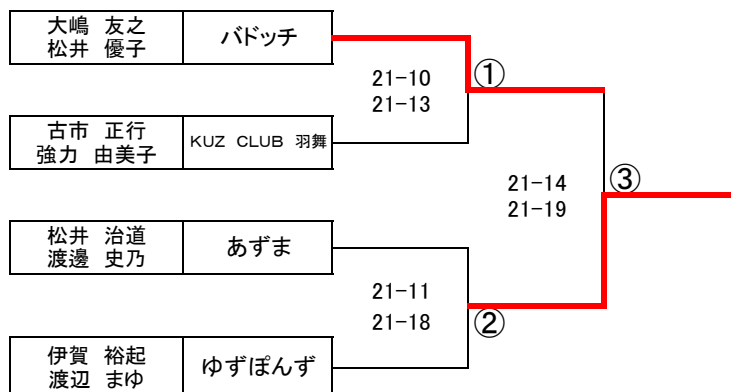 大嶋 友之
松井 優子
バドッチ
21-10
21-13
①
古市 正行
強力 由美子
KUZ CLUB 羽舞
21-14
21-19
③
松井 治道
渡邊 史乃
あずま
21-11
21-18
②
伊賀 裕起
渡辺 まゆ
ゆずぽんず